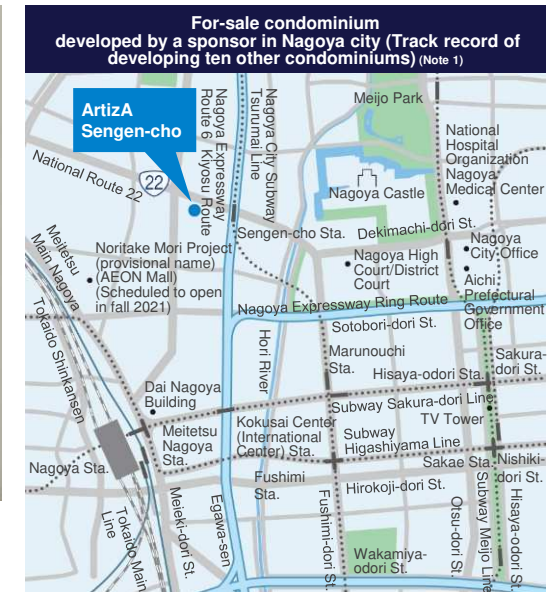 For-sale condominium
developed by a sponsor in Nagoya city (Track record of
developing ten other condominiums) (Note 1)
ArtizA
Sengen-cho
Nagoya Expressway
Route 6 Kiyosu Route
Nagoya City Subway
Tsurumai Line
Meijo Park
National
Hospital
Organization
Nagoya
Medical Center
National Route 22
22
Nagoya Castle
Sengen-cho Sta.
Dekimachi-dori St.
Meitetsu
Main Nagoya
Noritake Mori Project
(provisional name)
(AEON Mall)
(Scheduled to open
in fall 2021)
Nagoya High
Court/District
Court
Nagoya
City Office
Aichi
Prefectural
Government
Office
Tokaido Shinkansen
Nagoya Expressway Ring Route
Sotobori-dori St.
Hori River
Marunouchi
Sta.
Hisaya-odori Sta.
Sakura-
dori St.
Dai Nagoya
Building
Subway Sakura-dori Line
TV Tower
Meitetsu
Nagoya
Sta.
Kokusai Center
(International
Center) Sta.
Subway
Higashiyama Line
Nagoya Sta.
Sakae Sta.
Nishiki-
dori St.
Fushimi
Sta.
Hirokoji-dori St.
Tokaido Main
Line
Meieki-dori St.
Egawa-sen
Fushimi-dori St.
Wakamiya-
odori St.
Otsu-dori St.
Subway Meijo Line
Hisaya-odori St.